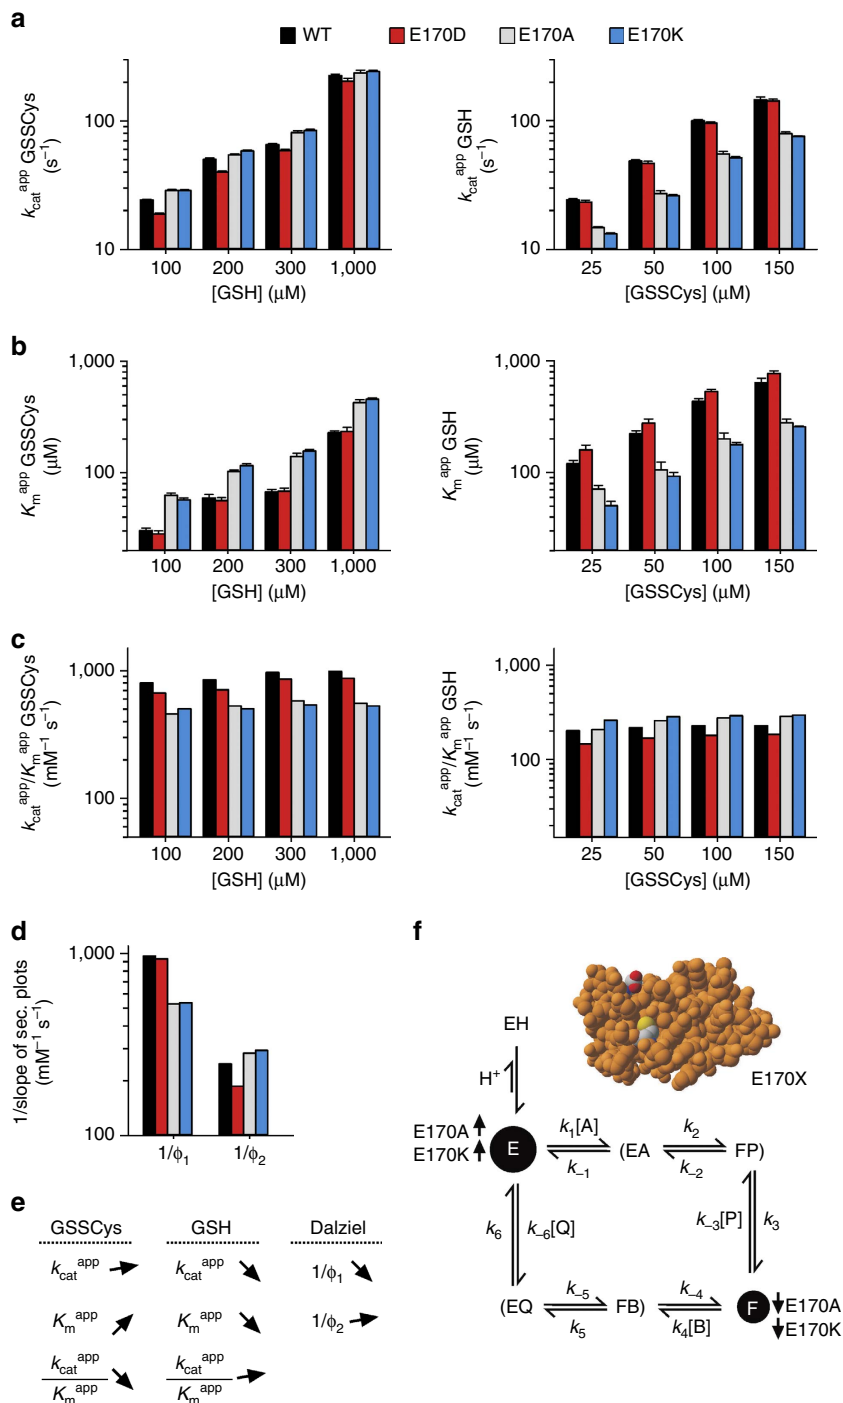 a
WT E170D E170A E170K
k_cat^app GSSCys (s⁻¹)
100
10
100 200 300 1,000
[GSH] (µM)
k_cat^app GSH (s⁻¹)
100
10
25 50 100 150
[GSSCys] (µM)
b
K_m^app GSSCys (µM)
1,000
100
100 200 300 1,000
[GSH] (µM)
K_m^app GSH (µM)
1,000
100
25 50 100 150
[GSSCys] (µM)
c
k_cat^app/K_m^app GSSCys (mM⁻¹ s⁻¹)
1,000
100
100 200 300 1,000
[GSH] (µM)
k_cat^app/K_m^app GSH (mM⁻¹ s⁻¹)
1,000
100
25 50 100 150
[GSSCys] (µM)
d
1/slope of sec. plots (mM⁻¹ s⁻¹)
1,000
100
1/ϕ₁ 1/ϕ₂
e
GSSCys GSH Dalziel
k_cat^app k_cat^app 1/ϕ₁
K_m^app K_m^app 1/ϕ₂
k_cat^app k_cat^app
K_m^app K_m^app
f
E170X
EH
H⁺
E170A
E170K
E
k₁[A]
k₋₁
(EA
k₂
k₋₂
FP)
k₆ k₋₆[Q]
k₋₃[P] k₃
(EQ
k₋₅
k₅
FB)
k₋₄
k₄[B]
F
E170A
E170K